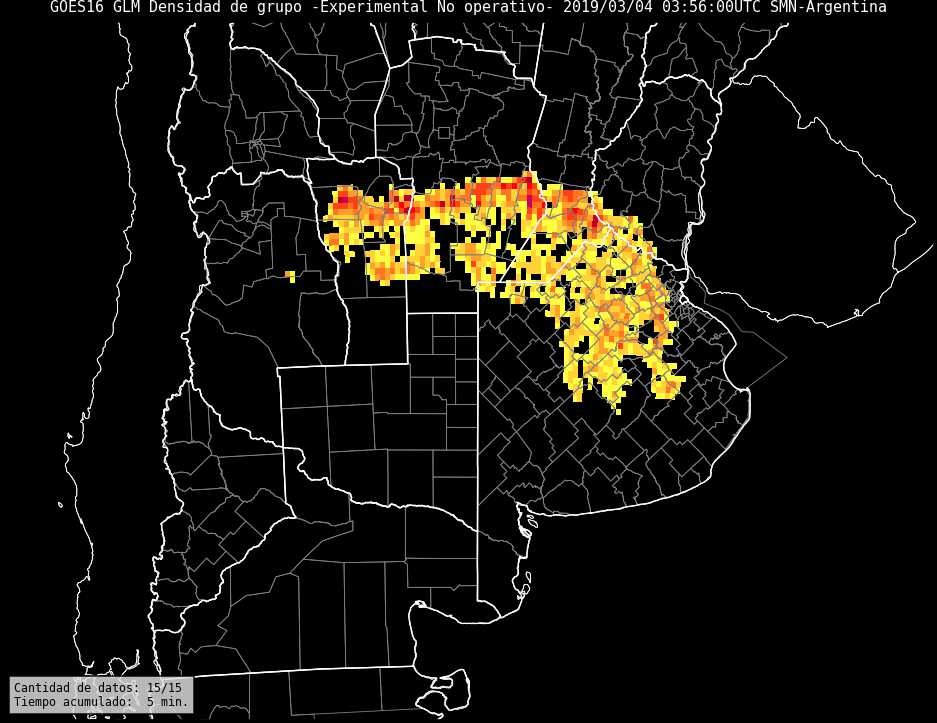 GOES16 GLM Densidad de grupo -Experimental No operativo- 2019/03/04 03:56:00UTC SMN-Argentina
Cantidad de datos: 15/15
Tiempo acumulado:  5 min.